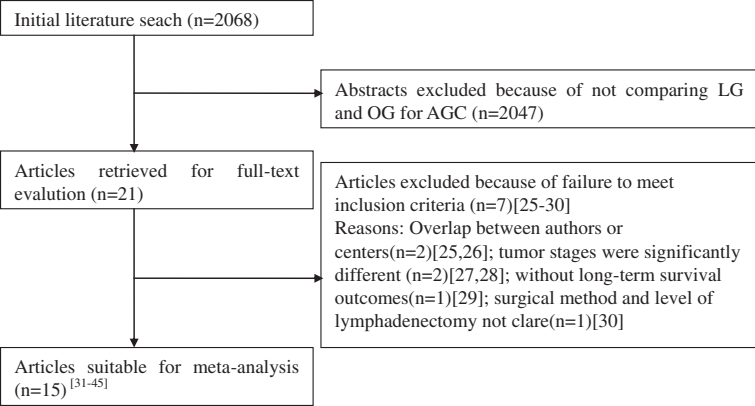 Initial literature seach (n=2068)
Abstracts excluded because of not comparing LG
and OG for AGC (n=2047)
Articles retrieved for full-text
evalution (n=21)
Articles excluded because of failure to meet
inclusion criteria (n=7)[25-30]
Reasons: Overlap between authors or
centers(n=2)[25,26]; tumor stages were significantly
different (n=2)[27,28]; without long-term survival
outcomes(n=1)[29]; surgical method and level of
lymphadenectomy not clare(n=1)[30]
Articles suitable for meta-analysis
(n=15) [31-45]